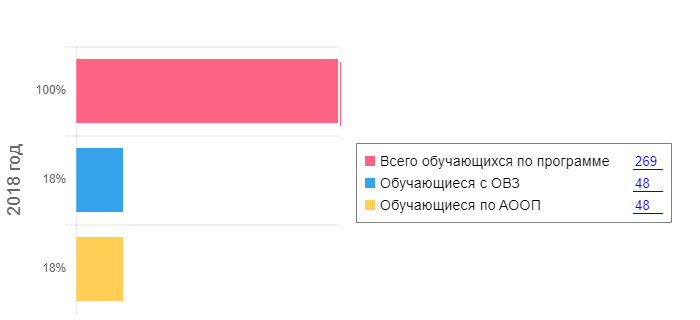 2018 год
100%
18%
18%
Всего обучающихся по программе 269
Обучающиеся с ОВЗ 48
Обучающиеся по АООП 48